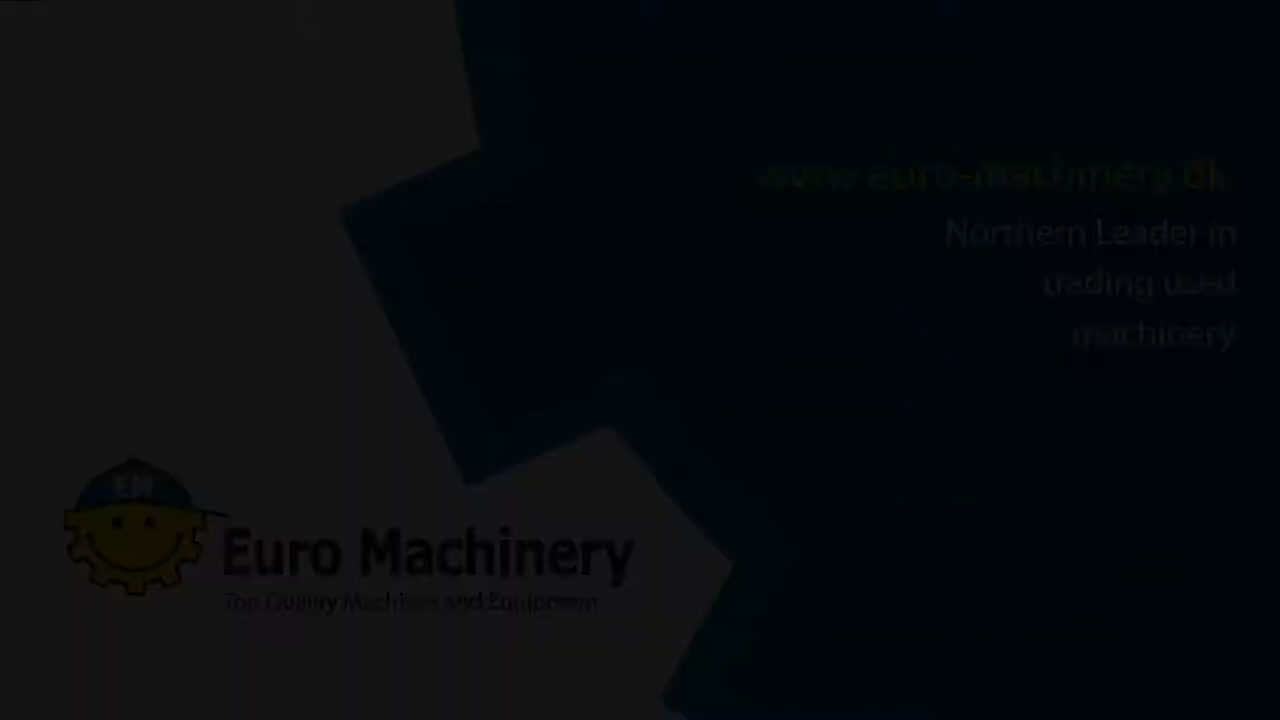 www.euro-machinery.dk
Northern Leader in
trading used
machinery
EM
Euro Machinery
Top Quality Machines and Equipment